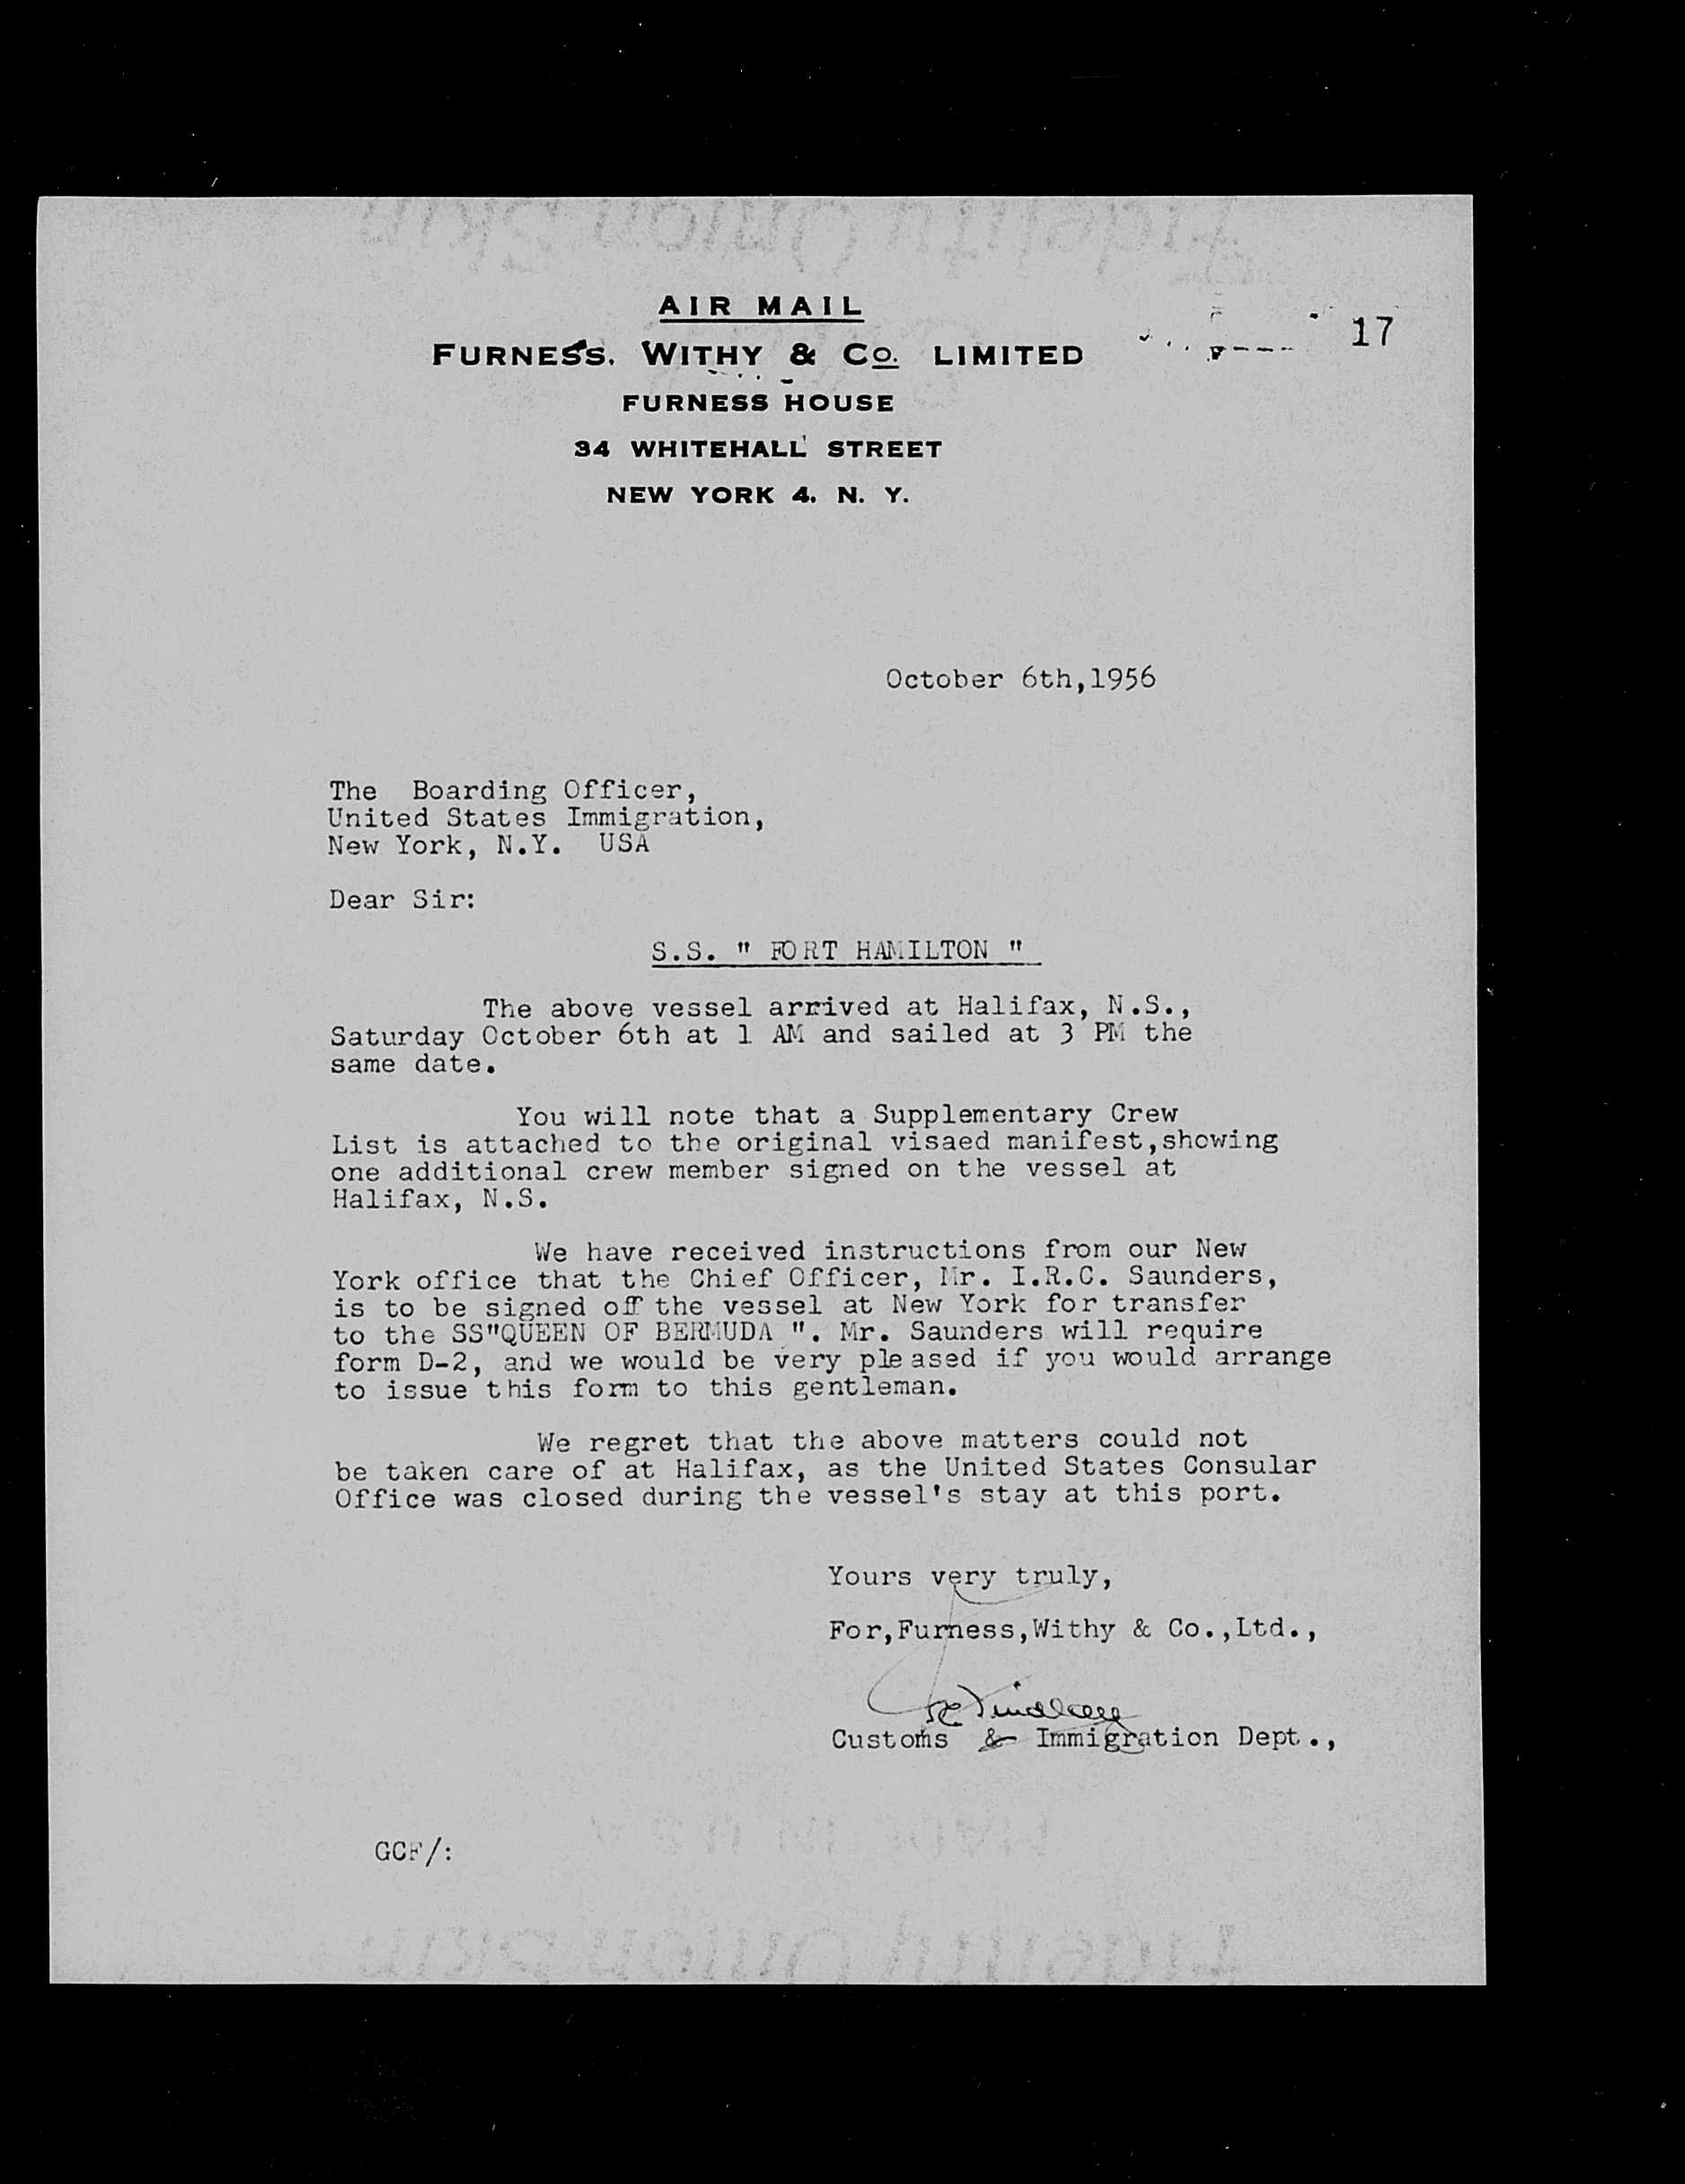 AIR MAIL
FURNESS, WITHY & Co. LIMITED
17
FURNESS HOUSE
34 WHITEHALL STREET
NEW YORK 4, N. Y.
October 6th,1956
The Boarding Officer,
United States Immigration,
New York, N.Y. USA
Dear Sir:
S.S. " FORT HAMILTON "
The above vessel arrived at Halifax, N.S.,
Saturday October 6th at 1 AM and sailed at 3 PM the
same date.
You will note that a Supplementary Crew
List is attached to the original visaed manifest,showing
one additional crew member signed on the vessel at
Halifax, N.S.
We have received instructions from our New
York office that the Chief Officer, Mr. I.R.C. Saunders,
is to be signed off the vessel at New York for transfer
to the SS"QUEEN OF BERMUDA ". Mr. Saunders will require
form D-2, and we would be very pleased if you would arrange
to issue this form to this gentleman.
We regret that the above matters could not
be taken care of at Halifax, as the United States Consular
Office was closed during the vessel's stay at this port.
Yours very truly,
For,Furness,Withy & Co.,Ltd.,
Customs & Immigration Dept.,
GCF/:
MADE IN U S A
Fidelity Onion Skin